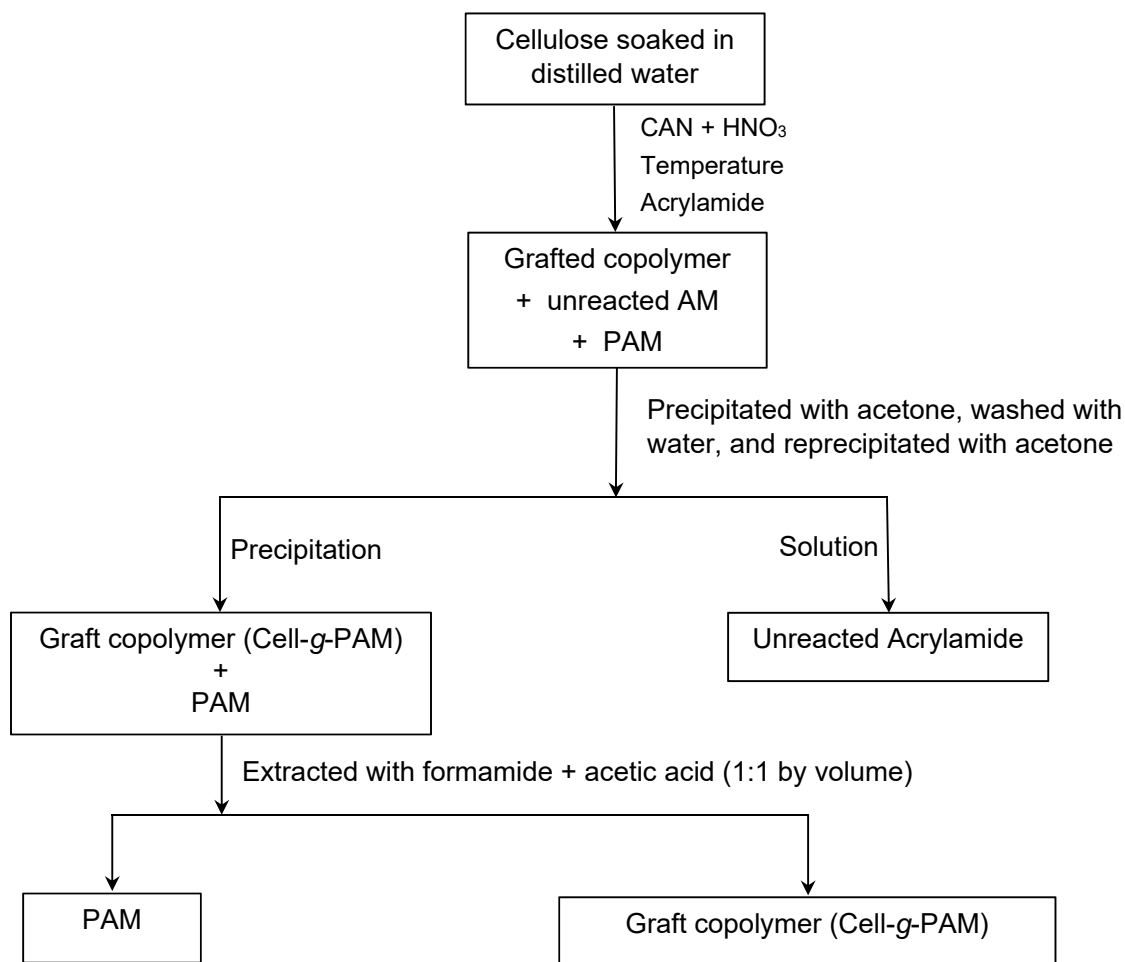 Cellulose soaked in
distilled water
CAN + HNO₃
Temperature
Acrylamide
Grafted copolymer
+ unreacted AM
+ PAM
Precipitated with acetone, washed with
water, and reprecipitated with acetone
Precipitation
Solution
Graft copolymer (Cell-g-PAM)
+
PAM
Unreacted Acrylamide
Extracted with formamide + acetic acid (1:1 by volume)
PAM
Graft copolymer (Cell-g-PAM)